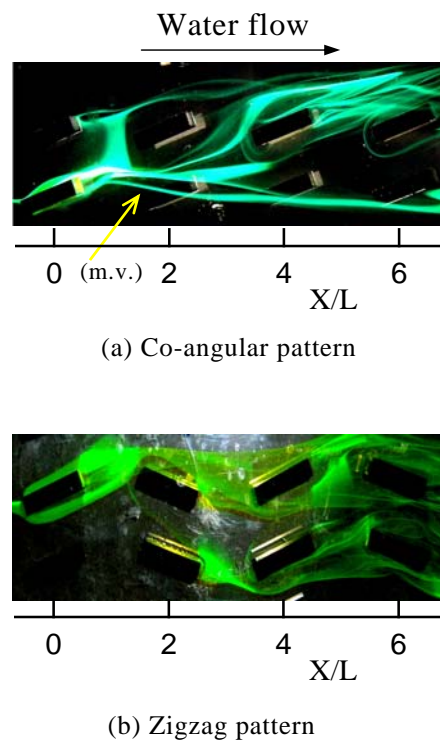 Water flow
(m.v.)
0 2 4 6
X/L
(a) Co-angular pattern
0 2 4 6
X/L
(b) Zigzag pattern